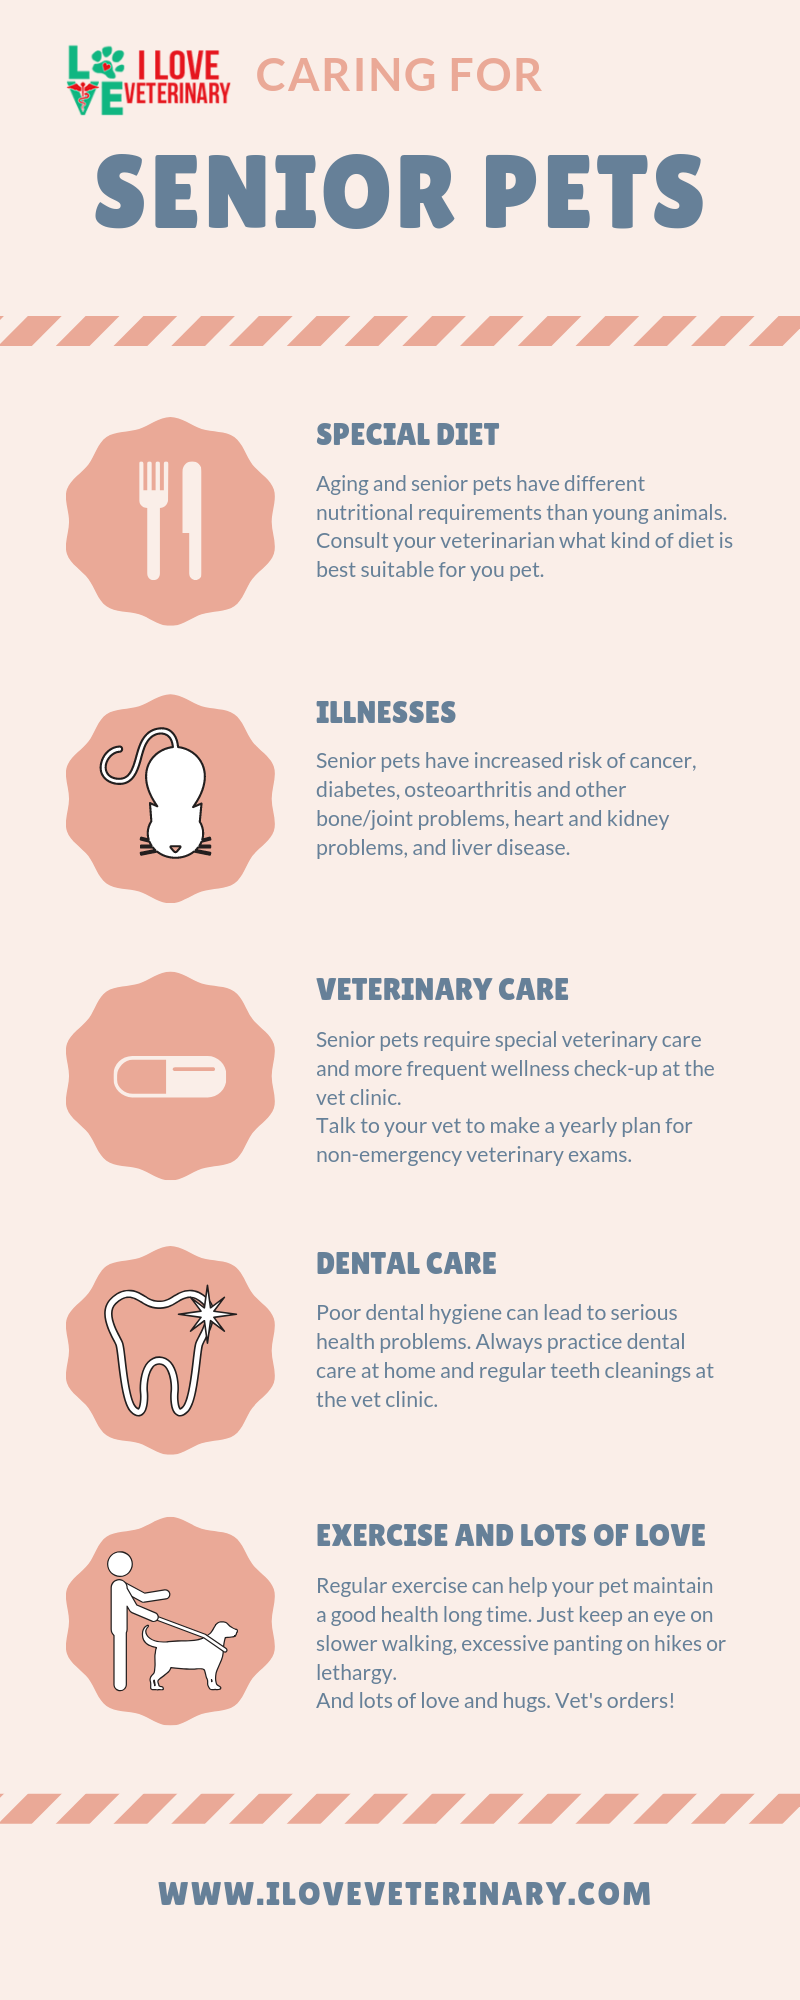 LOVE
I LOVE
VETERINARY
CARING FOR
SENIOR PETS
SPECIAL DIET
Aging and senior pets have different
nutritional requirements than young animals.
Consult your veterinarian what kind of diet is
best suitable for you pet.
ILLNESSES
Senior pets have increased risk of cancer,
diabetes, osteoarthritis and other
bone/joint problems, heart and kidney
problems, and liver disease.
VETERINARY CARE
Senior pets require special veterinary care
and more frequent wellness check-up at the
vet clinic.
Talk to your vet to make a yearly plan for
non-emergency veterinary exams.
DENTAL CARE
Poor dental hygiene can lead to serious
health problems. Always practice dental
care at home and regular teeth cleanings at
the vet clinic.
EXERCISE AND LOTS OF LOVE
Regular exercise can help your pet maintain
a good health long time. Just keep an eye on
slower walking, excessive panting on hikes or
lethargy.
And lots of love and hugs. Vet's orders!
WWW.ILOVEVETERINARY.COM